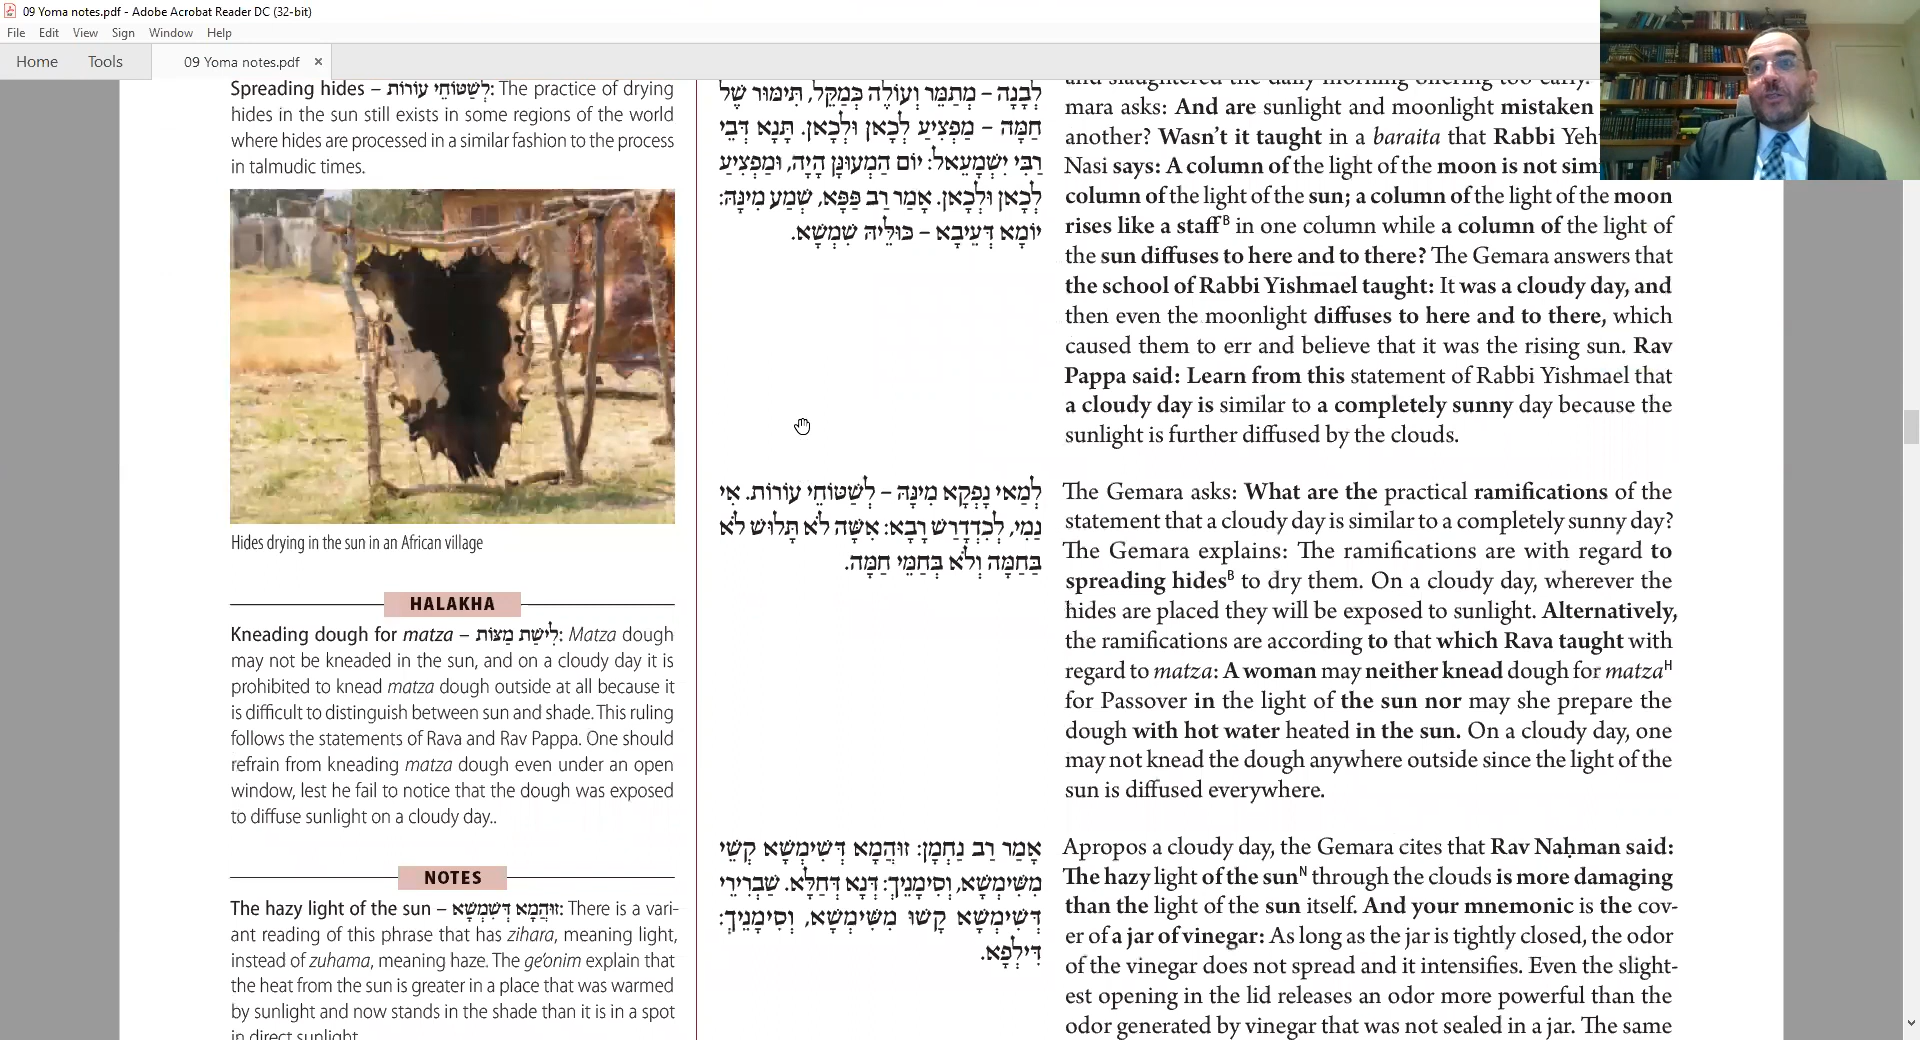 09 Yoma notes.pdf - Adobe Acrobat Reader DC (32-bit)
File Edit View Sign Window Help
Home Tools 09 Yoma notes.pdf ×
Spreading hides – לְשַׁטּוֹחֵי עוֹרוֹת: The practice of drying
hides in the sun still exists in some regions of the world
where hides are processed in a similar fashion to the process
in talmudic times.
Hides drying in the sun in an African village
HALAKHA
Kneading dough for matza – לִישַׁת מַצּוֹת: Matza dough
may not be kneaded in the sun, and on a cloudy day it is
prohibited to knead matza dough outside at all because it
is difficult to distinguish between sun and shade. This ruling
follows the statements of Rava and Rav Pappa. One should
refrain from kneading matza dough even under an open
window, lest he fail to notice that the dough was exposed
to diffuse sunlight on a cloudy day..
NOTES
The hazy light of the sun – זוּהֲמָא דְּשִׁמְשָׁא: There is a vari-
ant reading of this phrase that has zihara, meaning light,
instead of zuhama, meaning haze. The ge'onim explain that
the heat from the sun is greater in a place that was warmed
by sunlight and now stands in the shade than it is in a spot
in direct sunlight
לְבָנָה – מְתַמֵּר וְעוֹלֶה כְּמַקֵּל, תִּימּוּר שֶׁל
חַמָּה – מַפְצִיעַ לְכָאן וּלְכָאן. תָּנָא דְּבֵי
רַבִּי יִשְׁמָעֵאל: יוֹם הַמְעוּנָּן הָיָה, וּמַפְצִיעַ
לְכָאן וּלְכָאן. אָמַר רַב פַּפָּא, שְׁמַע מִינַּהּ:
יוֹמָא דְּעֵיבָא – כּוּלֵּיהּ שִׁמְשָׁא.
לְמַאי נָפְקָא מִינַּהּ – לְשַׁטּוֹחֵי עוֹרוֹת. אִי
נַמִי, לְכִדְדָרַשׁ רָבָא: אִשָּׁה לֹא תָּלוּשׁ לֹא
בַּחַמָּה וְלֹא בְּחַמֵּי חַמָּה.
אָמַר רַב נַחְמָן: זוּהֲמָא דְּשִׁימְשָׁא קָשֵׁי
מִשִּׁימְשָׁא, וְסִימָנֵיךְ: דַּנָּא דְּחַלָּא. שַׁבְרִירֵי
דְּשִׁימְשָׁא קָשׁוּ מִשִּׁימְשָׁא, וְסִימָנֵיךְ:
דִּילְפָא.
and slaughtered the daily morning offering too early.
mara asks: And are sunlight and moonlight mistaken
another? Wasn't it taught in a baraita that Rabbi
Nasi says: A column of the light of the moon is not
column of the light of the sun; a column of the light of the moon
rises like a staffᴮ in one column while a column of the light of
the sun diffuses to here and to there? The Gemara answers that
the school of Rabbi Yishmael taught: It was a cloudy day, and
then even the moonlight diffuses to here and to there, which
caused them to err and believe that it was the rising sun. Rav
Pappa said: Learn from this statement of Rabbi Yishmael that
a cloudy day is similar to a completely sunny day because the
sunlight is further diffused by the clouds.
The Gemara asks: What are the practical ramifications of the
statement that a cloudy day is similar to a completely sunny day?
The Gemara explains: The ramifications are with regard to
spreading hidesᴮ to dry them. On a cloudy day, wherever the
hides are placed they will be exposed to sunlight. Alternatively,
the ramifications are according to that which Rava taught with
regard to matza: A woman may neither knead dough for matzaᴴ
for Passover in the light of the sun nor may she prepare the
dough with hot water heated in the sun. On a cloudy day, one
may not knead the dough anywhere outside since the light of the
sun is diffused everywhere.
Apropos a cloudy day, the Gemara cites that Rav Naḥman said:
The hazy light of the sunᴺ through the clouds is more damaging
than the light of the sun itself. And your mnemonic is the cov-
er of a jar of vinegar: As long as the jar is tightly closed, the odor
of the vinegar does not spread and it intensifies. Even the slight-
est opening in the lid releases an odor more powerful than the
odor generated by vinegar that was not sealed in a jar. The same